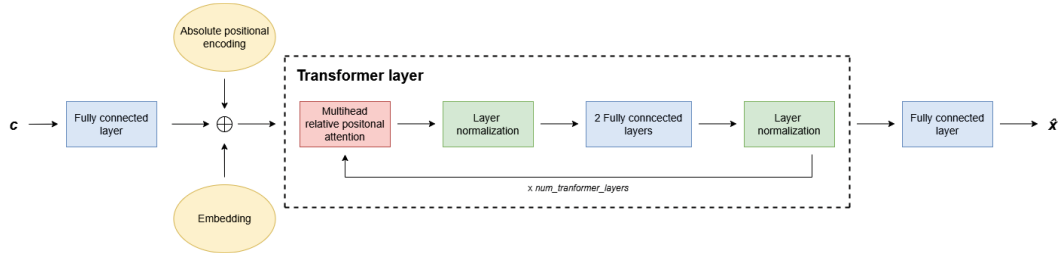 Absolute positional
encoding
Transformer layer
c
Fully connected
layer
Multihead
relative positonal
attention
Layer
normalization
2 Fully conncected
layers
Layer
normalization
Fully connected
layer
x̂
x num_tranformer_layers
Embedding